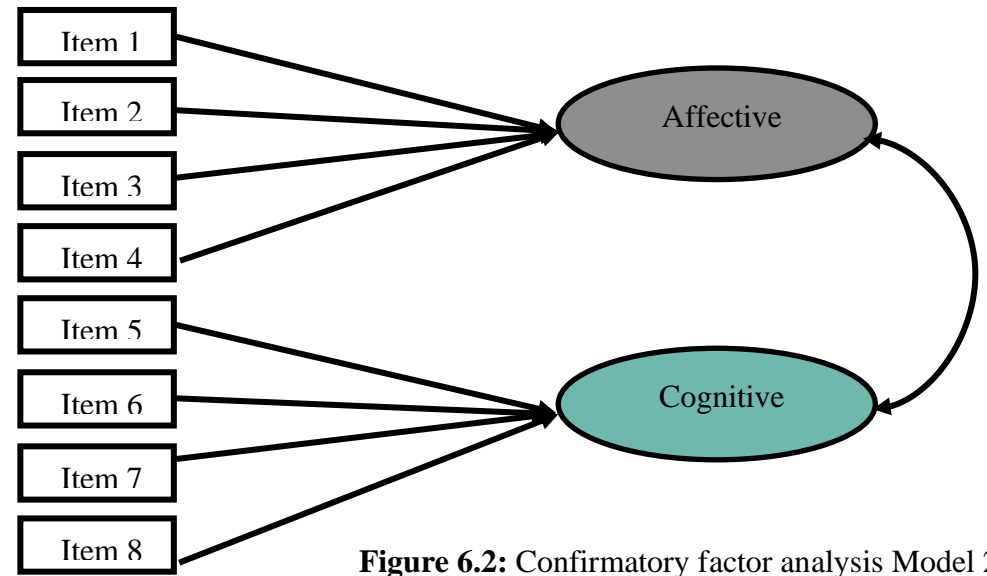 Item 1
Item 2
Item 3
Item 4
Item 5
Item 6
Item 7
Item 8
Affective
Cognitive
Figure 6.2: Confirmatory factor analysis Model 2